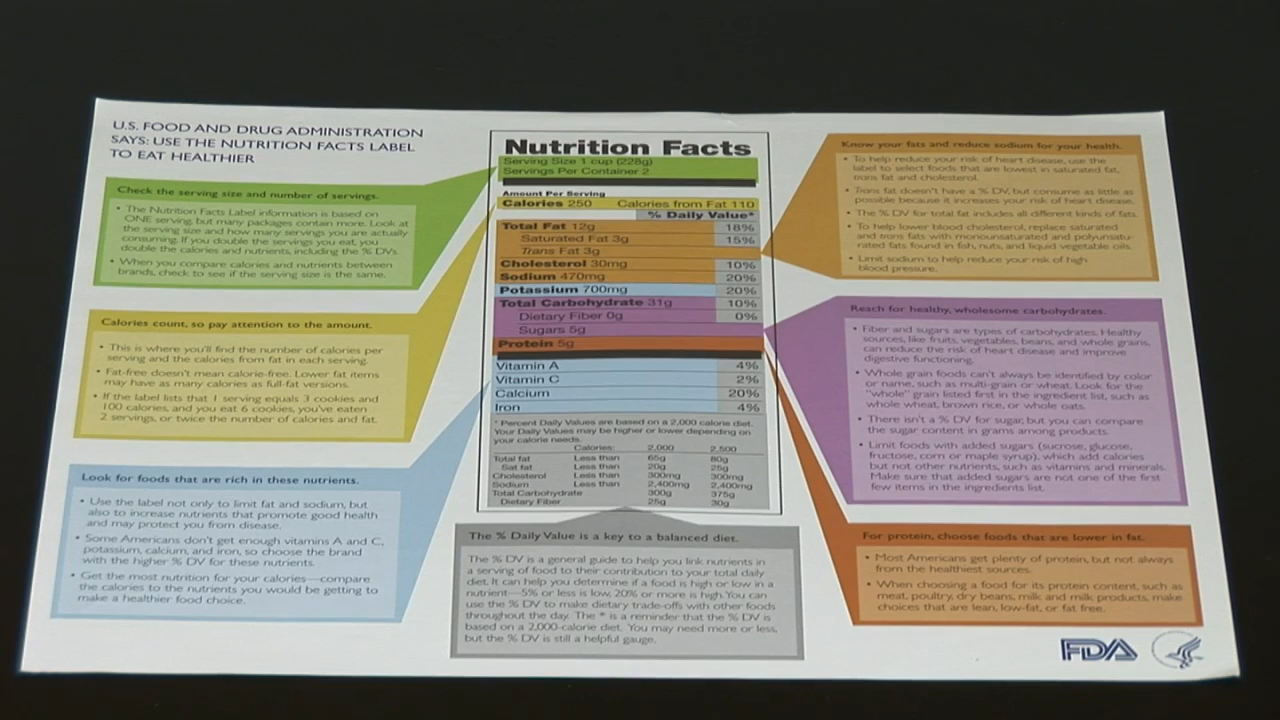 U.S. FOOD AND DRUG ADMINISTRATION
SAYS: USE THE NUTRITION FACTS LABEL
TO EAT HEALTHIER
Check the serving size and number of servings.
• The Nutrition Facts Label information is based on
ONE serving, but many packages contain more. Look at
the serving size and how many servings you are actually
consuming. If you double the servings you eat, you
double the calories and nutrients, including the % DVs.
• When you compare calories and nutrients between
brands, check to see if the serving size is the same.
Calories count, so pay attention to the amount.
• This is where you'll find the number of calories per
serving and the calories from fat in each serving.
• Fat-free doesn't mean calorie-free. Lower fat items
may have as many calories as full-fat versions.
• If the label lists that 1 serving equals 3 cookies and
100 calories, and you eat 6 cookies, you've eaten
2 servings, or twice the number of calories and fat.
Look for foods that are rich in these nutrients.
• Use the label not only to limit fat and sodium, but
also to increase nutrients that promote good health
and may protect you from disease.
• Some Americans don't get enough vitamins A and C,
potassium, calcium, and iron, so choose the brand
with the higher % DV for these nutrients.
• Get the most nutrition for your calories—compare
the calories to the nutrients you would be getting to
make a healthier food choice.
Nutrition Facts
Serving Size 1 cup (228g)
Servings Per Container 2
Amount Per Serving
Calories 250 Calories from Fat 110
% Daily Value*
Total Fat 12g 18%
Saturated Fat 3g 15%
Trans Fat 3g
Cholesterol 30mg 10%
Sodium 470mg 20%
Potassium 700mg 20%
Total Carbohydrate 31g 10%
Dietary Fiber 0g 0%
Sugars 5g
Protein 5g
Vitamin A 4%
Vitamin C 2%
Calcium 20%
Iron 4%
* Percent Daily Values are based on a 2,000 calorie diet.
Your Daily Values may be higher or lower depending on
your calorie needs.
Calories: 2,000 2,500
Total fat Less than 65g 80g
Sat fat Less than 20g 25g
Cholesterol Less than 300mg 300mg
Sodium Less than 2,400mg 2,400mg
Total Carbohydrate 300g 375g
Dietary Fiber 25g 30g
The % Daily Value is a key to a balanced diet.
The % DV is a general guide to help you link nutrients in
a serving of food to their contribution to your total daily
diet. It can help you determine if a food is high or low in a
nutrient—5% or less is low, 20% or more is high. You can
use the % DV to make dietary trade-offs with other foods
throughout the day. The * is a reminder that the % DV is
based on a 2,000-calorie diet. You may need more or less,
but the % DV is still a helpful gauge.
Know your fats and reduce sodium for your health.
• To help reduce your risk of heart disease, use the
label to select foods that are lowest in saturated fat,
trans fat and cholesterol.
• Trans fat doesn't have a % DV, but consume as little as
possible because it increases your risk of heart disease.
• The % DV for total fat includes all different kinds of fats.
• To help lower blood cholesterol, replace saturated
and trans fats with monounsaturated and polyunsatu-
rated fats found in fish, nuts, and liquid vegetable oils.
• Limit sodium to help reduce your risk of high
blood pressure.
Reach for healthy, wholesome carbohydrates.
• Fiber and sugars are types of carbohydrates. Healthy
sources, like fruits, vegetables, beans, and whole grains,
can reduce the risk of heart disease and improve
digestive functioning.
• Whole grain foods can't always be identified by color
or name, such as multi-grain or wheat. Look for the
"whole" grain listed first in the ingredient list, such as
whole wheat, brown rice, or whole oats.
• There isn't a % DV for sugar, but you can compare
the sugar content in grams among products.
• Limit foods with added sugars (sucrose, glucose,
fructose, corn or maple syrup), which add calories
but not other nutrients, such as vitamins and minerals.
Make sure that added sugars are not one of the first
few items in the ingredients list.
For protein, choose foods that are lower in fat.
• Most Americans get plenty of protein, but not always
from the healthiest sources.
• When choosing a food for its protein content, such as
meat, poultry, dry beans, milk and milk products, make
choices that are lean, low-fat, or fat free.
FDA